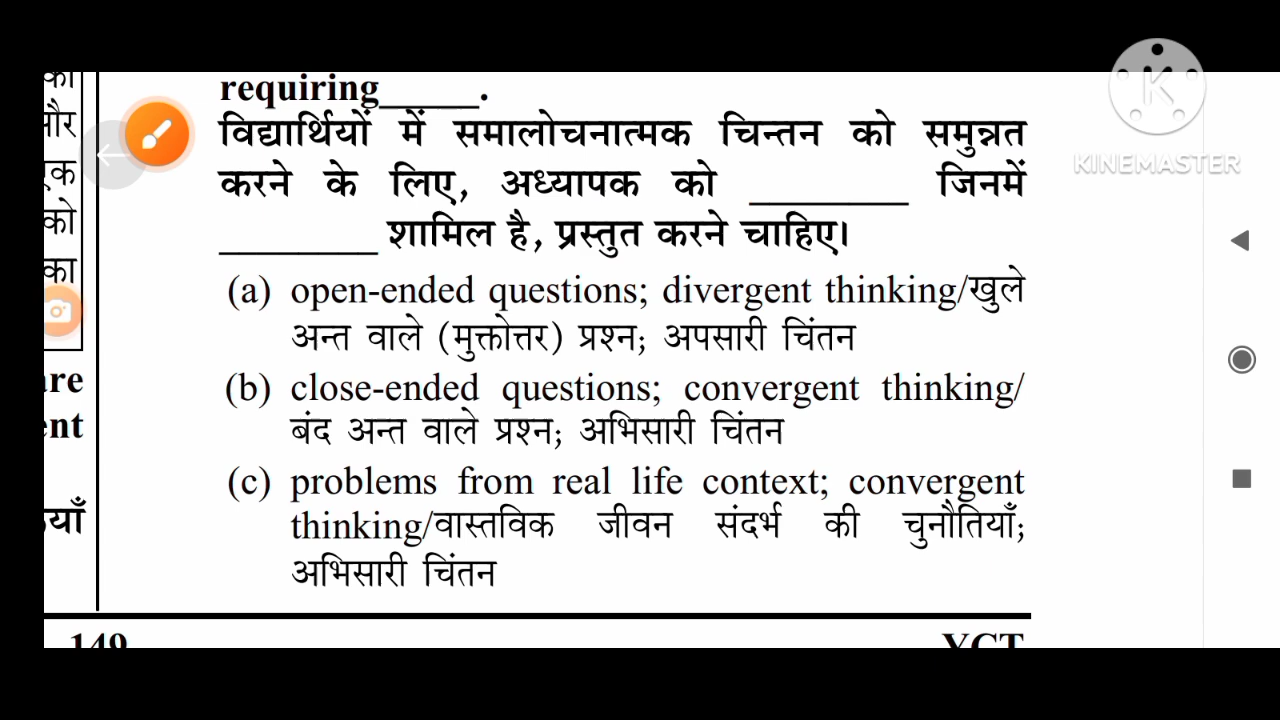 requiring_____.
विद्यार्थियों में समालोचनात्मक चिन्तन को समुन्नत
करने के लिए, अध्यापक को ________ जिनमें
________ शामिल है, प्रस्तुत करने चाहिए।
(a) open-ended questions; divergent thinking/खुले
अन्त वाले (मुक्तोत्तर) प्रश्न; अपसारी चिंतन
(b) close-ended questions; convergent thinking/
बंद अन्त वाले प्रश्न; अभिसारी चिंतन
(c) problems from real life context; convergent
thinking/वास्तविक जीवन संदर्भ की चुनौतियाँ;
अभिसारी चिंतन
को
का
149
YCT
KINEMASTER